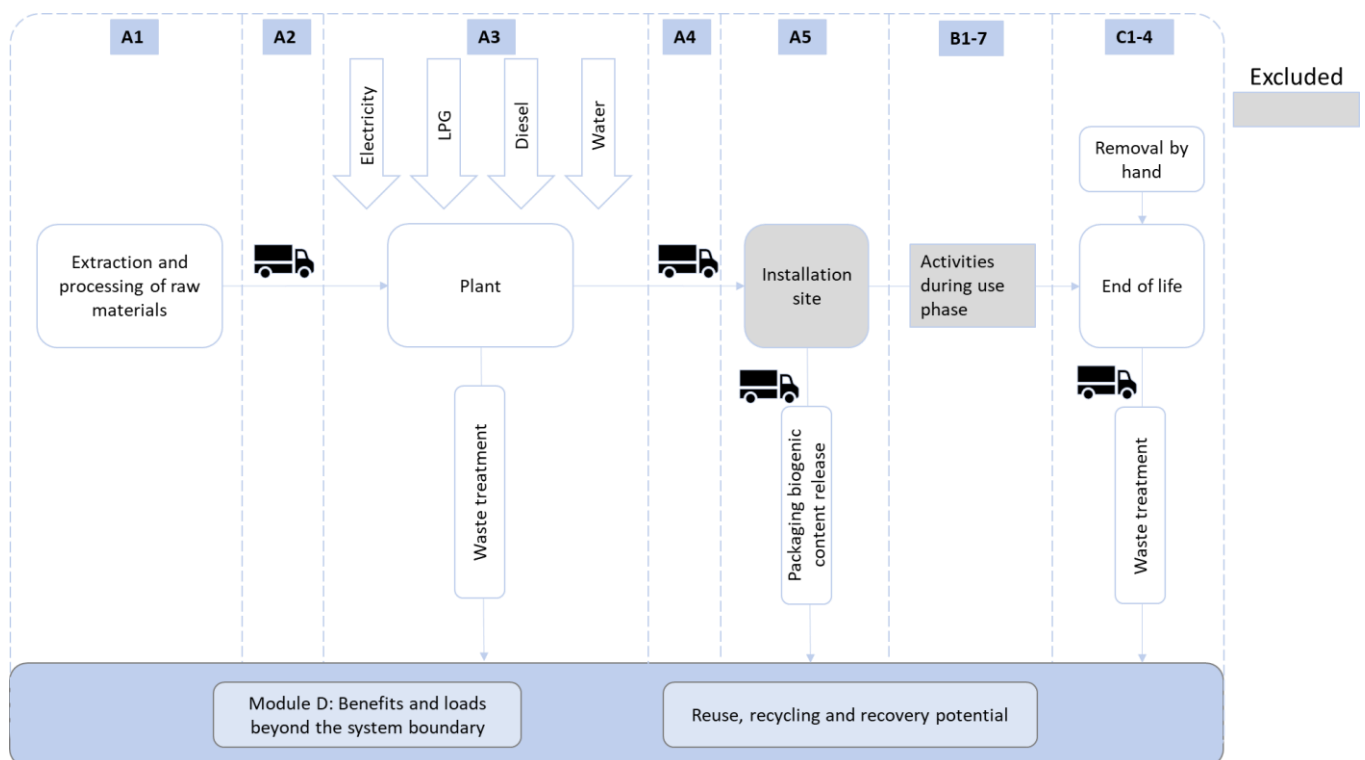 A1
A2
A3
A4
A5
B1-7
C1-4
Excluded
Electricity
LPG
Diesel
Water
Removal by
hand
Extraction and
processing of raw
materials
Plant
Installation
site
Activities
during use
phase
End of life
Waste treatment
Packaging biogenic
content release
Waste treatment
Module D: Benefits and loads
beyond the system boundary
Reuse, recycling and recovery potential